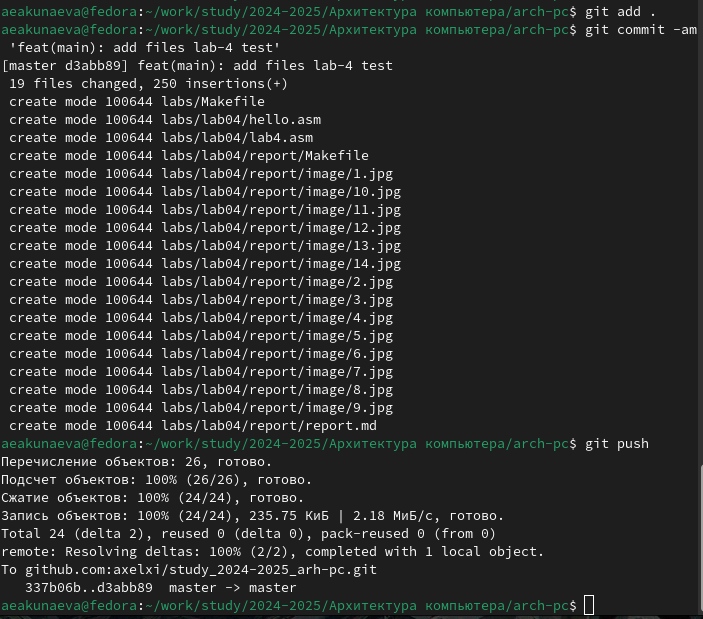 aeakunaeva@fedora:~/work/study/2024-2025/Архитектура компьютера/arch-pc$ git add .
aeakunaeva@fedora:~/work/study/2024-2025/Архитектура компьютера/arch-pc$ git commit -am
'feat(main): add files lab-4 test'
[master d3abb89] feat(main): add files lab-4 test
19 files changed, 250 insertions(+)
create mode 100644 labs/Makefile
create mode 100644 labs/lab04/hello.asm
create mode 100644 labs/lab04/lab4.asm
create mode 100644 labs/lab04/report/Makefile
create mode 100644 labs/lab04/report/image/1.jpg
create mode 100644 labs/lab04/report/image/10.jpg
create mode 100644 labs/lab04/report/image/11.jpg
create mode 100644 labs/lab04/report/image/12.jpg
create mode 100644 labs/lab04/report/image/13.jpg
create mode 100644 labs/lab04/report/image/14.jpg
create mode 100644 labs/lab04/report/image/2.jpg
create mode 100644 labs/lab04/report/image/3.jpg
create mode 100644 labs/lab04/report/image/4.jpg
create mode 100644 labs/lab04/report/image/5.jpg
create mode 100644 labs/lab04/report/image/6.jpg
create mode 100644 labs/lab04/report/image/7.jpg
create mode 100644 labs/lab04/report/image/8.jpg
create mode 100644 labs/lab04/report/image/9.jpg
create mode 100644 labs/lab04/report/report.md
aeakunaeva@fedora:~/work/study/2024-2025/Архитектура компьютера/arch-pc$ git push
Перечисление объектов: 26, готово.
Подсчет объектов: 100% (26/26), готово.
Сжатие объектов: 100% (24/24), готово.
Запись объектов: 100% (24/24), 235.75 КиБ | 2.18 МиБ/с, готово.
Total 24 (delta 2), reused 0 (delta 0), pack-reused 0 (from 0)
remote: Resolving deltas: 100% (2/2), completed with 1 local object.
To github.com:axelxi/study_2024-2025_arh-pc.git
337b06b..d3abb89  master -> master
aeakunaeva@fedora:~/work/study/2024-2025/Архитектура компьютера/arch-pc$